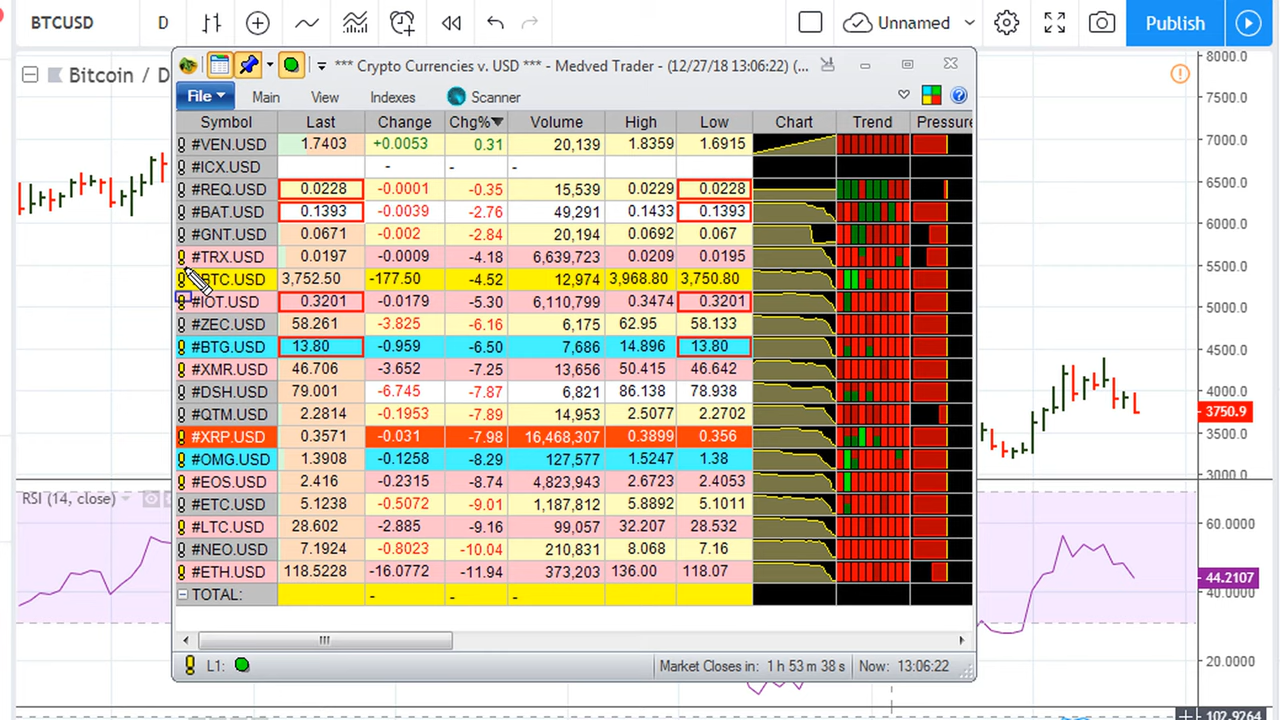 BTCUSD D Unnamed Publish
Bitcoin / D
*** Crypto Currencies v. USD *** - Medved Trader - (12/27/18 13:06:22) (...
File Main View Indexes Scanner
Symbol Last Change Chg% Volume High Low Chart Trend Pressure
#VEN.USD 1.7403 +0.0053 0.31 20,139 1.8359 1.6915
#ICX.USD - - -
#REQ.USD 0.0228 -0.0001 -0.35 15,539 0.0229 0.0228
#BAT.USD 0.1393 -0.0039 -2.76 49,291 0.1433 0.1393
#GNT.USD 0.0671 -0.002 -2.84 20,194 0.0692 0.067
#TRX.USD 0.0197 -0.0009 -4.18 6,639,723 0.0209 0.0195
BTC.USD 3,752.50 -177.50 -4.52 12,974 3,968.80 3,750.80
#IOT.USD 0.3201 -0.0179 -5.30 6,110,799 0.3474 0.3201
#ZEC.USD 58.261 -3.825 -6.16 6,175 62.95 58.133
#BTG.USD 13.80 -0.959 -6.50 7,686 14.896 13.80
#XMR.USD 46.706 -3.652 -7.25 13,656 50.415 46.642
#DSH.USD 79.001 -6.745 -7.87 6,821 86.138 78.938
#QTM.USD 2.2814 -0.1953 -7.89 14,953 2.5077 2.2702
#XRP.USD 0.3571 -0.031 -7.98 16,468,307 0.3899 0.356
#OMG.USD 1.3908 -0.1258 -8.29 127,577 1.5247 1.38
#EOS.USD 2.416 -0.2315 -8.74 4,823,943 2.6723 2.4053
#ETC.USD 5.1238 -0.5072 -9.01 1,187,812 5.8892 5.1011
#LTC.USD 28.602 -2.885 -9.16 99,057 32.207 28.532
#NEO.USD 7.1924 -0.8023 -10.04 210,831 8.068 7.16
#ETH.USD 118.5228 -16.0772 -11.94 373,203 136.00 118.07
TOTAL: - - -
L1: Market Closes in: 1 h 53 m 38 s Now: 13:06:22
8000.0
7500.0
7000.0
6500.0
6000.0
5500.0
5000.0
4500.0
4000.0
3750.9
3500.0
3000.0
RSI (14, close)
60.0000
44.2107
40.0000
20.0000
102.9264